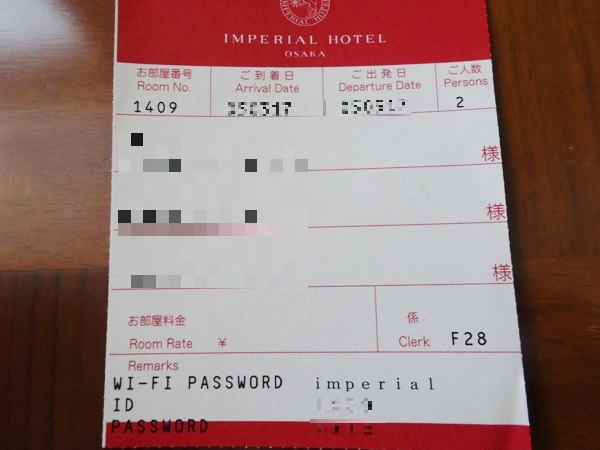 IMPERIAL HOTEL
IMPERIAL HOTEL
OSAKA
お部屋番号 ご到着日 ご出発日 ご人数
Room No. Arrival Date Departure Date Persons
1409 2
様
様
様
お部屋料金 係
Room Rate ¥ Clerk F28
Remarks
WI-FI PASSWORD imperial
ID
PASSWORD